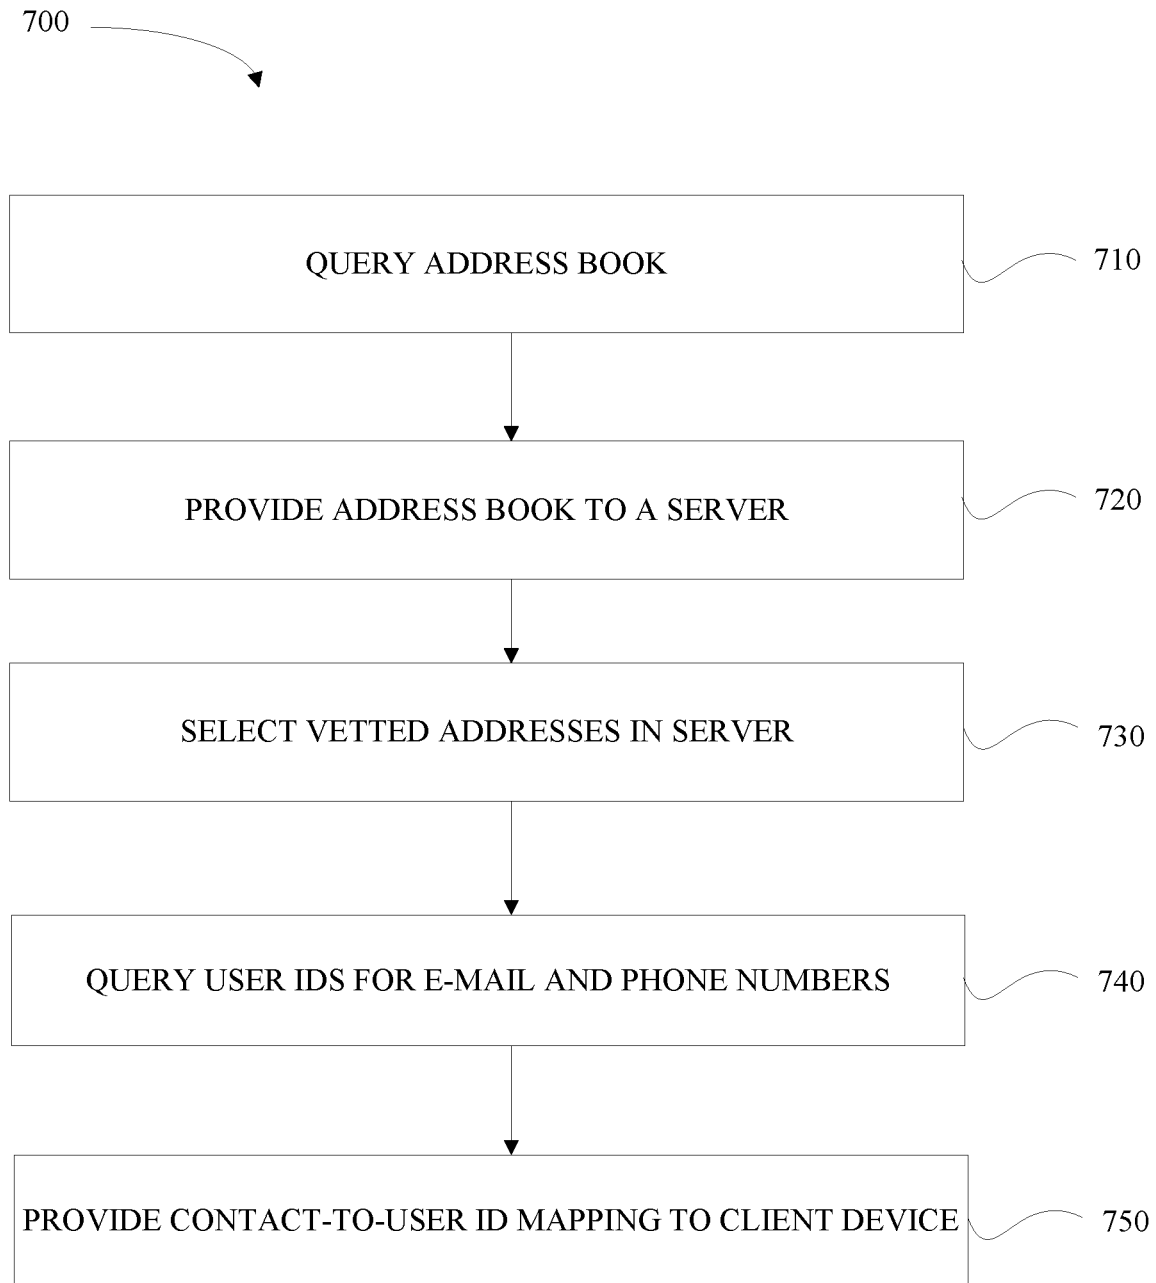 700
QUERY ADDRESS BOOK
710
PROVIDE ADDRESS BOOK TO A SERVER
720
SELECT VETTED ADDRESSES IN SERVER
730
QUERY USER IDS FOR E-MAIL AND PHONE NUMBERS
740
PROVIDE CONTACT-TO-USER ID MAPPING TO CLIENT DEVICE
750